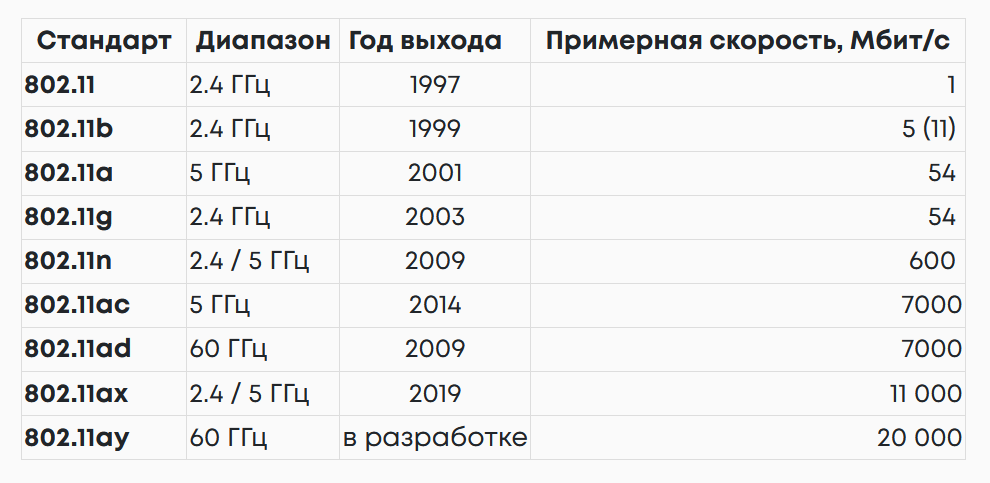 Стандарт Диапазон Год выхода Примерная скорость, Мбит/с
802.11 2.4 ГГц 1997 1
802.11b 2.4 ГГц 1999 5 (11)
802.11a 5 ГГц 2001 54
802.11g 2.4 ГГц 2003 54
802.11n 2.4 / 5 ГГц 2009 600
802.11ac 5 ГГц 2014 7000
802.11ad 60 ГГц 2009 7000
802.11ax 2.4 / 5 ГГц 2019 11 000
802.11ay 60 ГГц в разработке 20 000